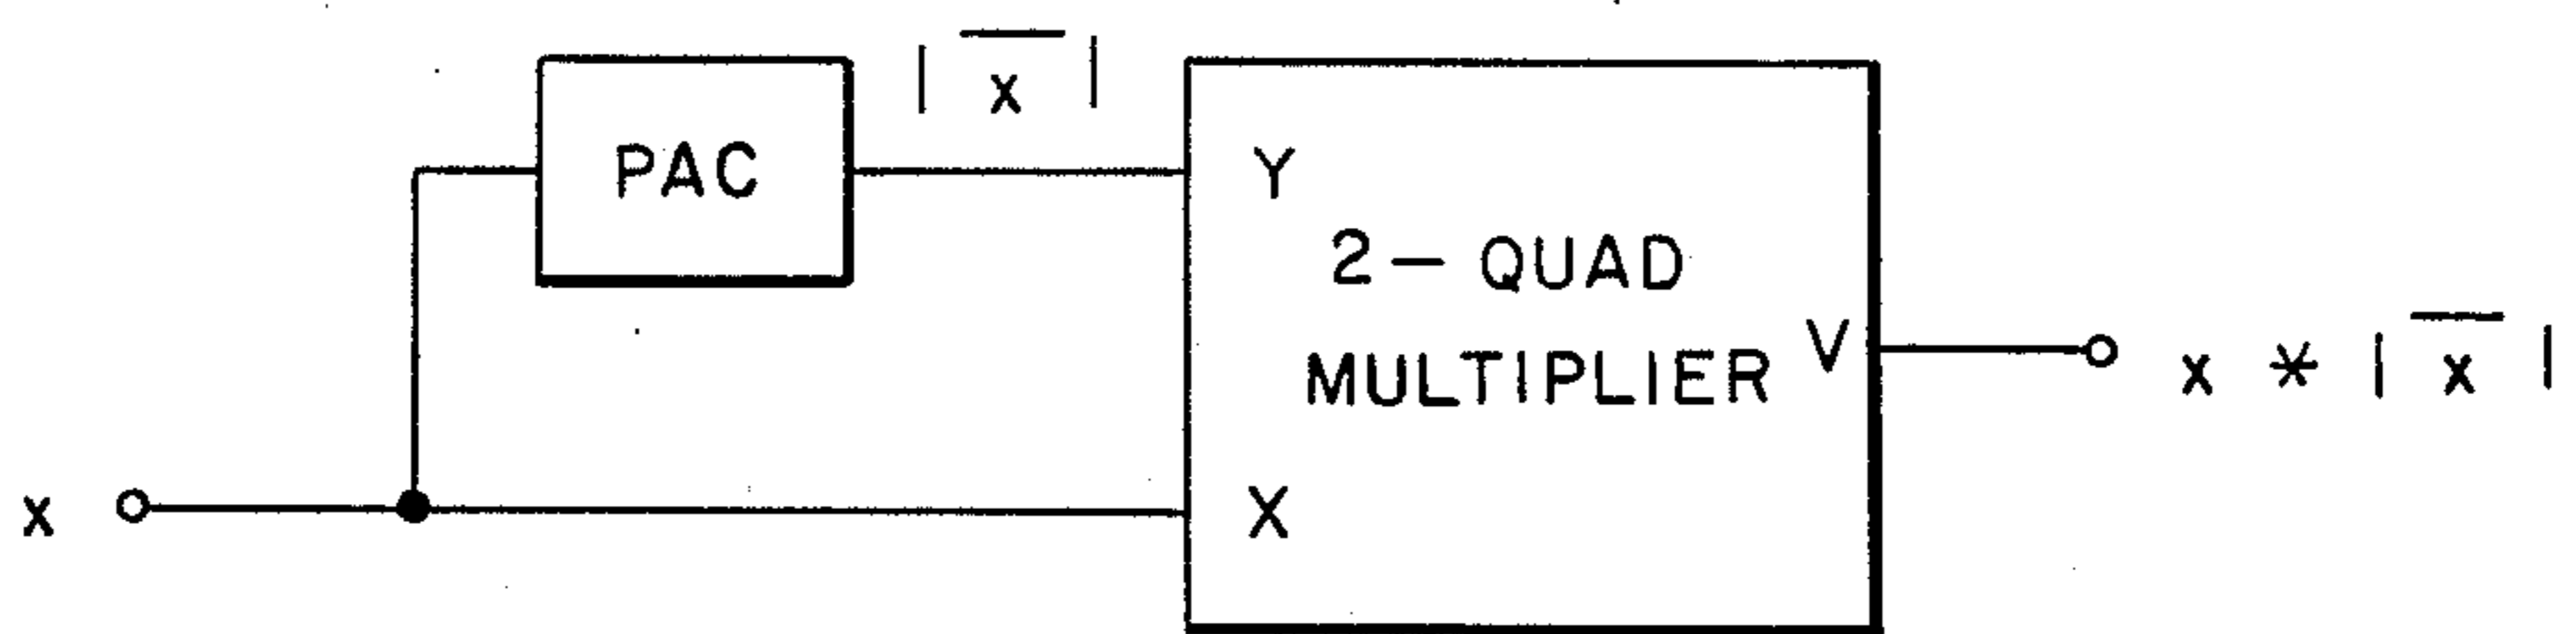 | x̅ |
PAC
Y
2 - QUAD
MULTIPLIER
V
x * | x̅ |
x
X